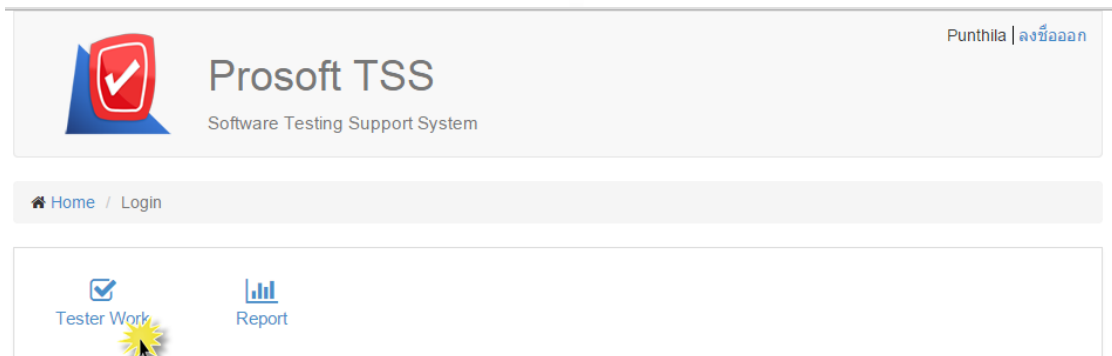 Punthila | ลงชื่อออก
Prosoft TSS
Software Testing Support System
Home / Login
Tester Work
Report